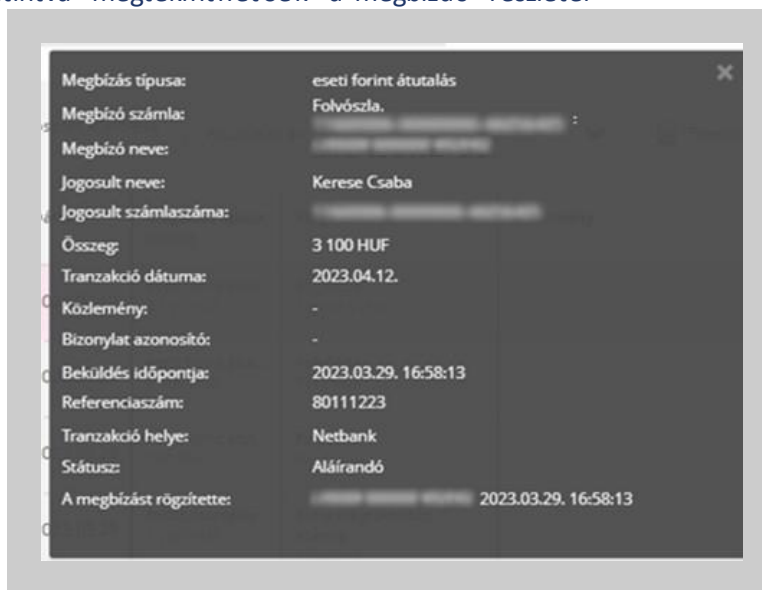 megtekinthetőek a megbízás részletei
Megbízás típusa: eseti forint átutalás
Megbízó számla: Folyószla.
:
Megbízó neve:
Jogosult neve: Kerese Csaba
Jogosult számlaszáma:
Összeg: 3 100 HUF
Tranzakció dátuma: 2023.04.12.
Közlemény: -
Bizonylat azonosító: -
Beküldés időpontja: 2023.03.29. 16:58:13
Referenciaszám: 80111223
Tranzakció helye: Netbank
Státusz: Aláírandó
A megbízást rögzítette: 2023.03.29. 16:58:13